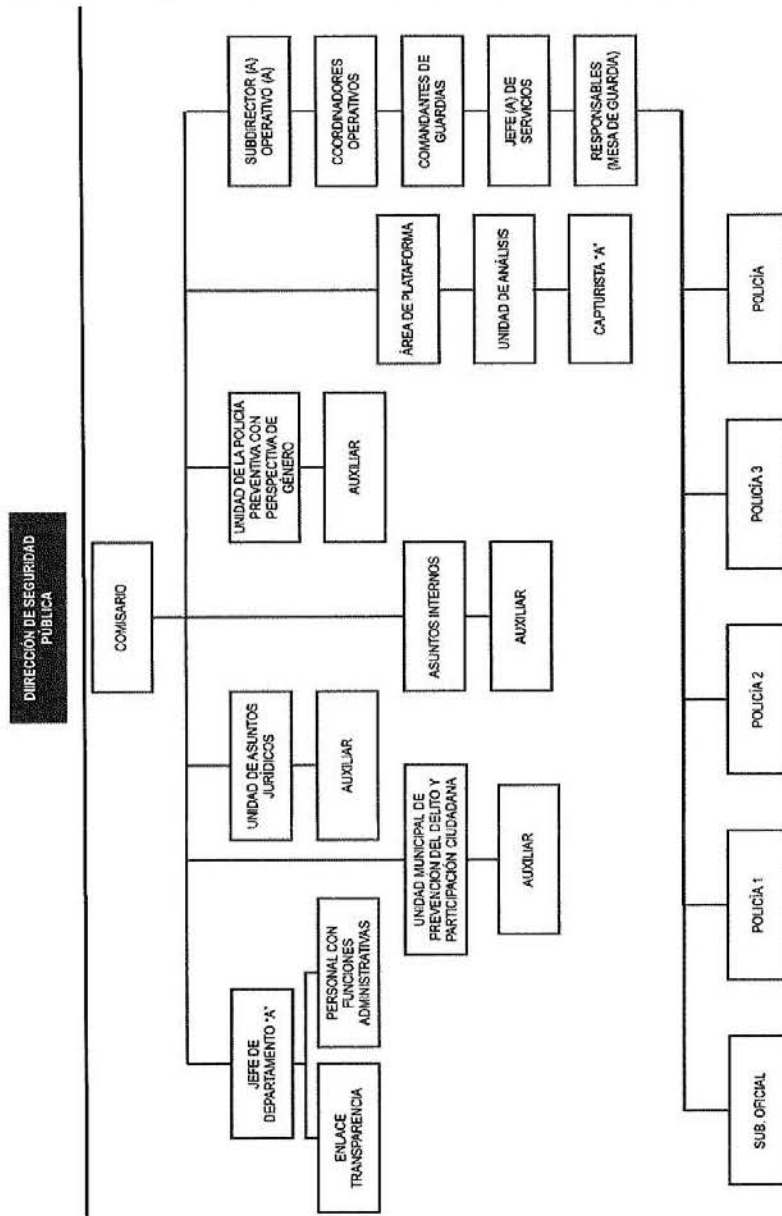 DIRECCIÓN DE SEGURIDAD
PÚBLICA
COMISARIO
JEFE DE
DEPARTAMENTO "A"
ENLACE
TRANSPARENCIA
PERSONAL CON
FUNCIONES
ADMINISTRATIVAS
UNIDAD MUNICIPAL DE
PREVENCIÓN DEL DELITO Y
PARTICIPACIÓN CIUDADANA
AUXILIAR
UNIDAD DE ASUNTOS
JURÍDICOS
AUXILIAR
ASUNTOS INTERNOS
AUXILIAR
UNIDAD DE LA POLICIA
PREVENTIVA CON
PERSPECTIVA DE
GÉNERO
AUXILIAR
ÁREA DE PLATAFORMA
UNIDAD DE ANÁLISIS
CAPTURISTA "A"
SUBDIRECTOR (A)
OPERATIVO (A)
COORDINADORES
OPERATIVOS
COMANDANTES DE
GUARDIAS
JEFE (A) DE
SERVICIOS
RESPONSABLES
(MESA DE GUARDIA)
SUB. OFICIAL
POLICÍA 1
POLICÍA 2
POLICÍA 3
POLICÍA